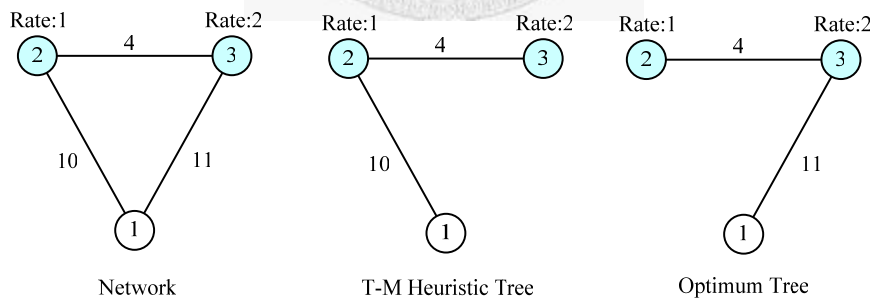 Rate:1 Rate:2
2 4 3
10 11
1
Network
Rate:1 Rate:2
2 4 3
10
1
T-M Heuristic Tree
Rate:1 Rate:2
2 4 3
11
1
Optimum Tree